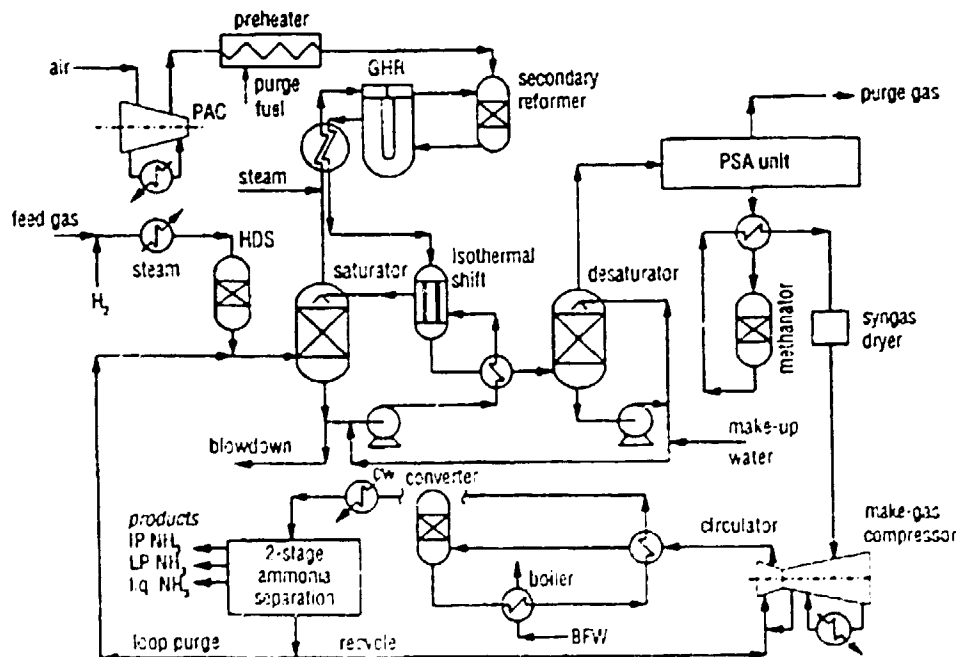 preheater
air
GHR
secondary
reformer
purge
fuel
PAC
purge gas
PSA unit
steam
feed gas
HDS
Isothermal
shift
saturator
desaturator
steam
H2
methanator
syngas
dryer
make-up
water
blowdown
cw
converter
products
IP NH3
LP NH3
Lq NH3
2-stage
ammonia
separation
circulator
make-gas
compressor
boiler
BFW
loop purge
recycle